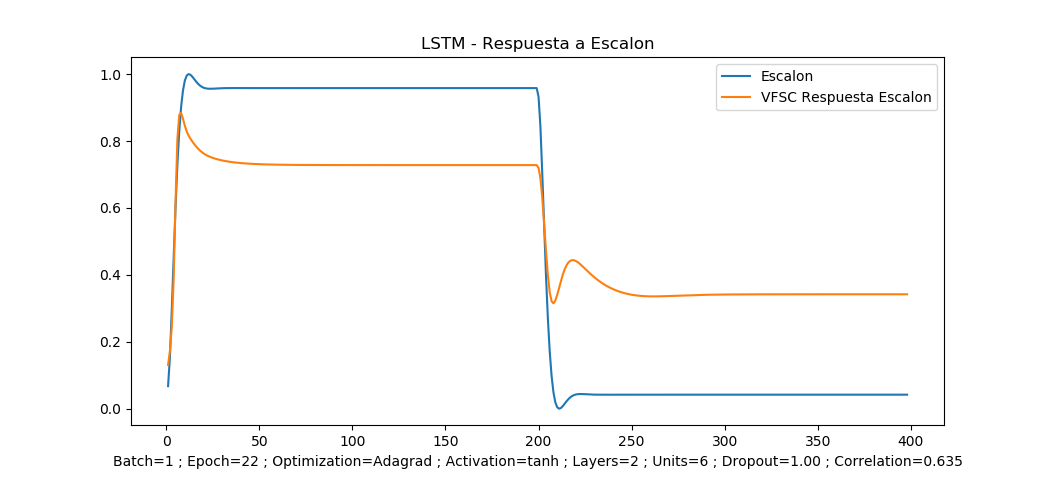 LSTM - Respuesta a Escalon
Escalon
VFSC Respuesta Escalon
1.0
0.8
0.6
0.4
0.2
0.0
0 50 100 150 200 250 300 350 400
Batch=1 ; Epoch=22 ; Optimization=Adagrad ; Activation=tanh ; Layers=2 ; Units=6 ; Dropout=1.00 ; Correlation=0.635